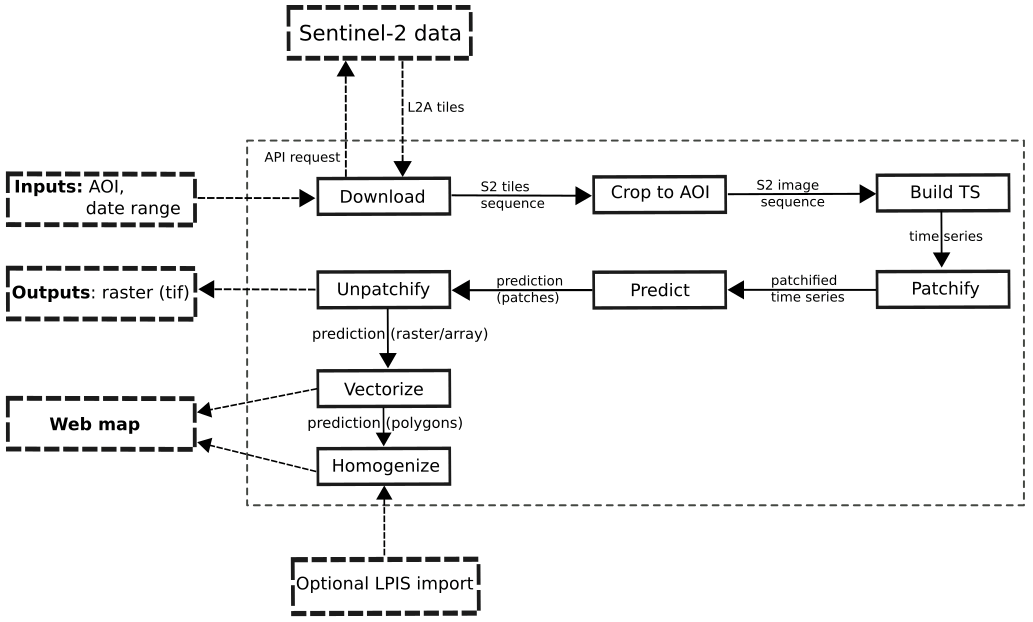 Sentinel-2 data
L2A tiles
API request
Inputs: AOI,
date range
Download
S2 tiles
sequence
Crop to AOI
S2 image
sequence
Build TS
time series
Outputs: raster (tif)
Unpatchify
prediction
(patches)
Predict
patchified
time series
Patchify
prediction (raster/array)
Vectorize
Web map
prediction (polygons)
Homogenize
Optional LPIS import